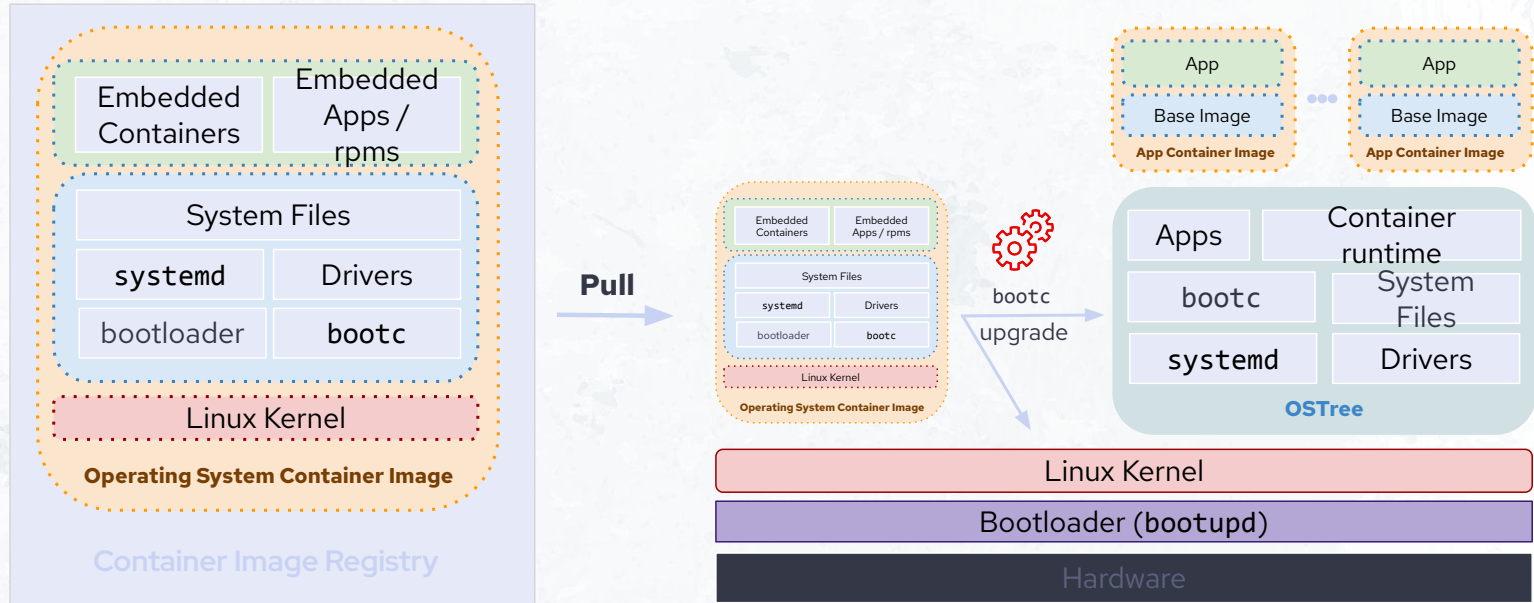 Embedded
Containers
Embedded
Apps /
rpms
System Files
systemd
Drivers
bootloader
bootc
Linux Kernel
Operating System Container Image
Container Image Registry
Pull
Embedded
Containers
Embedded
Apps / rpms
System Files
systemd
Drivers
bootloader
bootc
Linux Kernel
Operating System Container Image
bootc
upgrade
App
Base Image
App Container Image
App
Base Image
App Container Image
Apps
Container
runtime
bootc
System
Files
systemd
Drivers
OSTree
Linux Kernel
Bootloader (bootupd)
Hardware